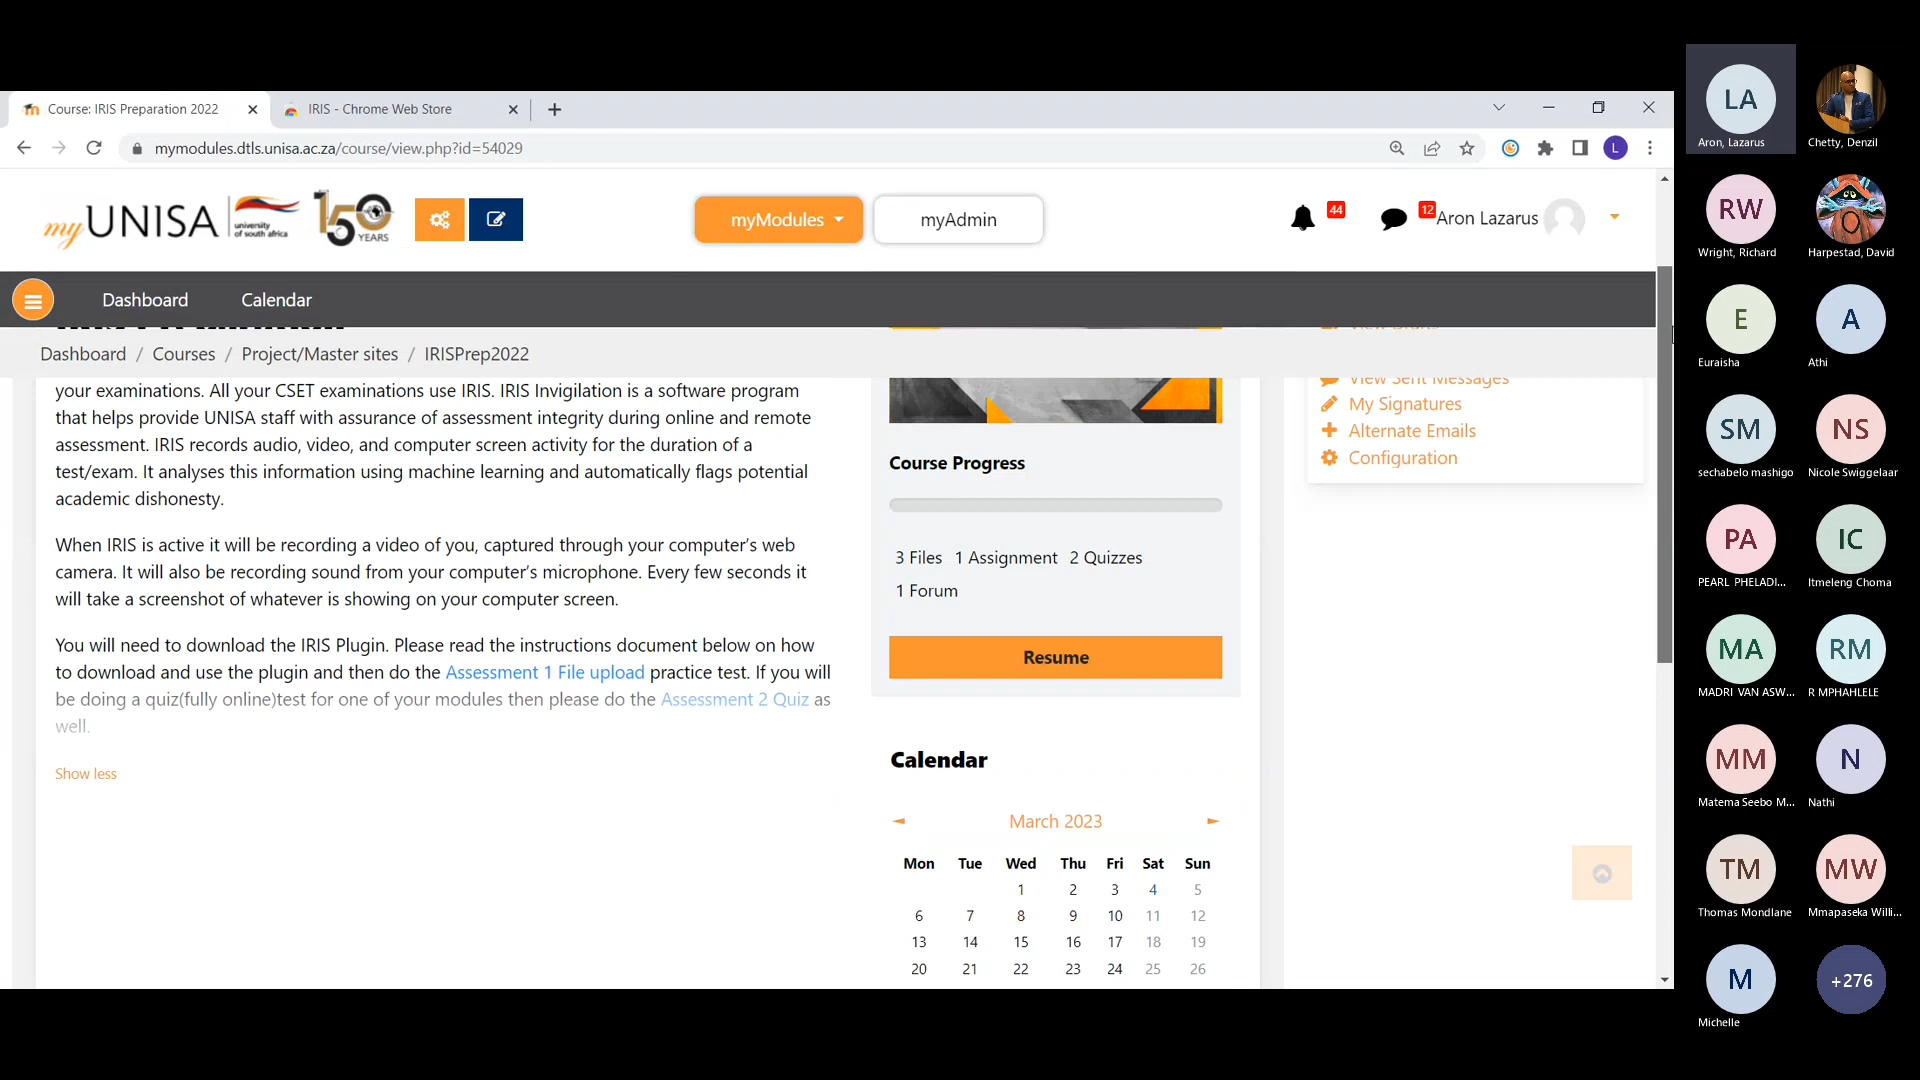 Course: IRIS Preparation 2022
IRIS - Chrome Web Store
mymodules.dtls.unisa.ac.za/course/view.php?id=54029
L
my UNISA
university
of south africa
150
YEARS
myModules
myAdmin
44
12
Aron Lazarus
Dashboard
Calendar
Dashboard / Courses / Project/Master sites / IRISPrep2022
your examinations. All your CSET examinations use IRIS. IRIS Invigilation is a software program
that helps provide UNISA staff with assurance of assessment integrity during online and remote
assessment. IRIS records audio, video, and computer screen activity for the duration of a
test/exam. It analyses this information using machine learning and automatically flags potential
academic dishonesty.
When IRIS is active it will be recording a video of you, captured through your computer’s web
camera. It will also be recording sound from your computer’s microphone. Every few seconds it
will take a screenshot of whatever is showing on your computer screen.
You will need to download the IRIS Plugin. Please read the instructions document below on how
to download and use the plugin and then do the Assessment 1 File upload practice test. If you will
be doing a quiz(fully online)test for one of your modules then please do the Assessment 2 Quiz as
well.
Show less
Course Progress
3 Files 1 Assignment 2 Quizzes
1 Forum
Resume
Calendar
March 2023
Mon Tue Wed Thu Fri Sat Sun
1 2 3 4 5
6 7 8 9 10 11 12
13 14 15 16 17 18 19
20 21 22 23 24 25 26
View Sent Messages
My Signatures
Alternate Emails
Configuration
LA
Aron, Lazarus
Chetty, Denzil
RW
Wright, Richard
Harpestad, David
E
Euraisha
A
Athi
SM
sechabelo mashigo
NS
Nicole Swiggelaar
PA
PEARL PHELADI...
IC
Itmeleng Choma
MA
MADRI VAN ASW...
RM
R MPHAHLELE
MM
Matema Seebo M...
N
Nathi
TM
Thomas Mondlane
MW
Mmapaseka Willi...
M
Michelle
+276